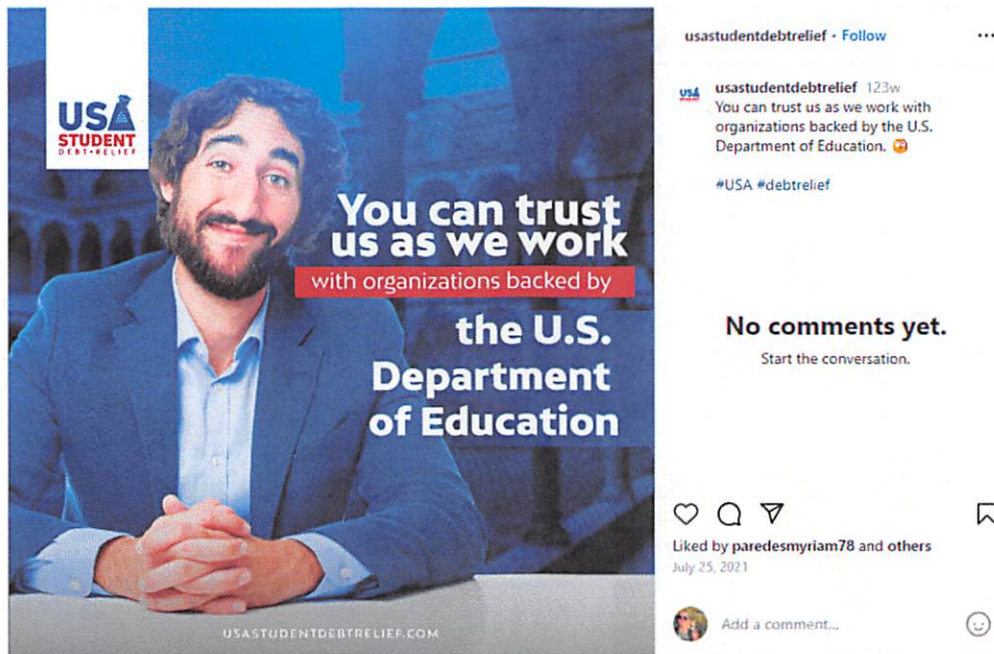 USA
STUDENT
DEBT•RELIEF
You can trust
us as we work
with organizations backed by
the U.S.
Department
of Education
USASTUDENTDEBTRELIEF.COM
usastudentdebtrelief • Follow
USA
usastudentdebtrelief 123w
You can trust us as we work with
organizations backed by the U.S.
Department of Education. 🙄
#USA #debtrelief
No comments yet.
Start the conversation.
Liked by paredesmyriam78 and others
July 25, 2021
Add a comment...